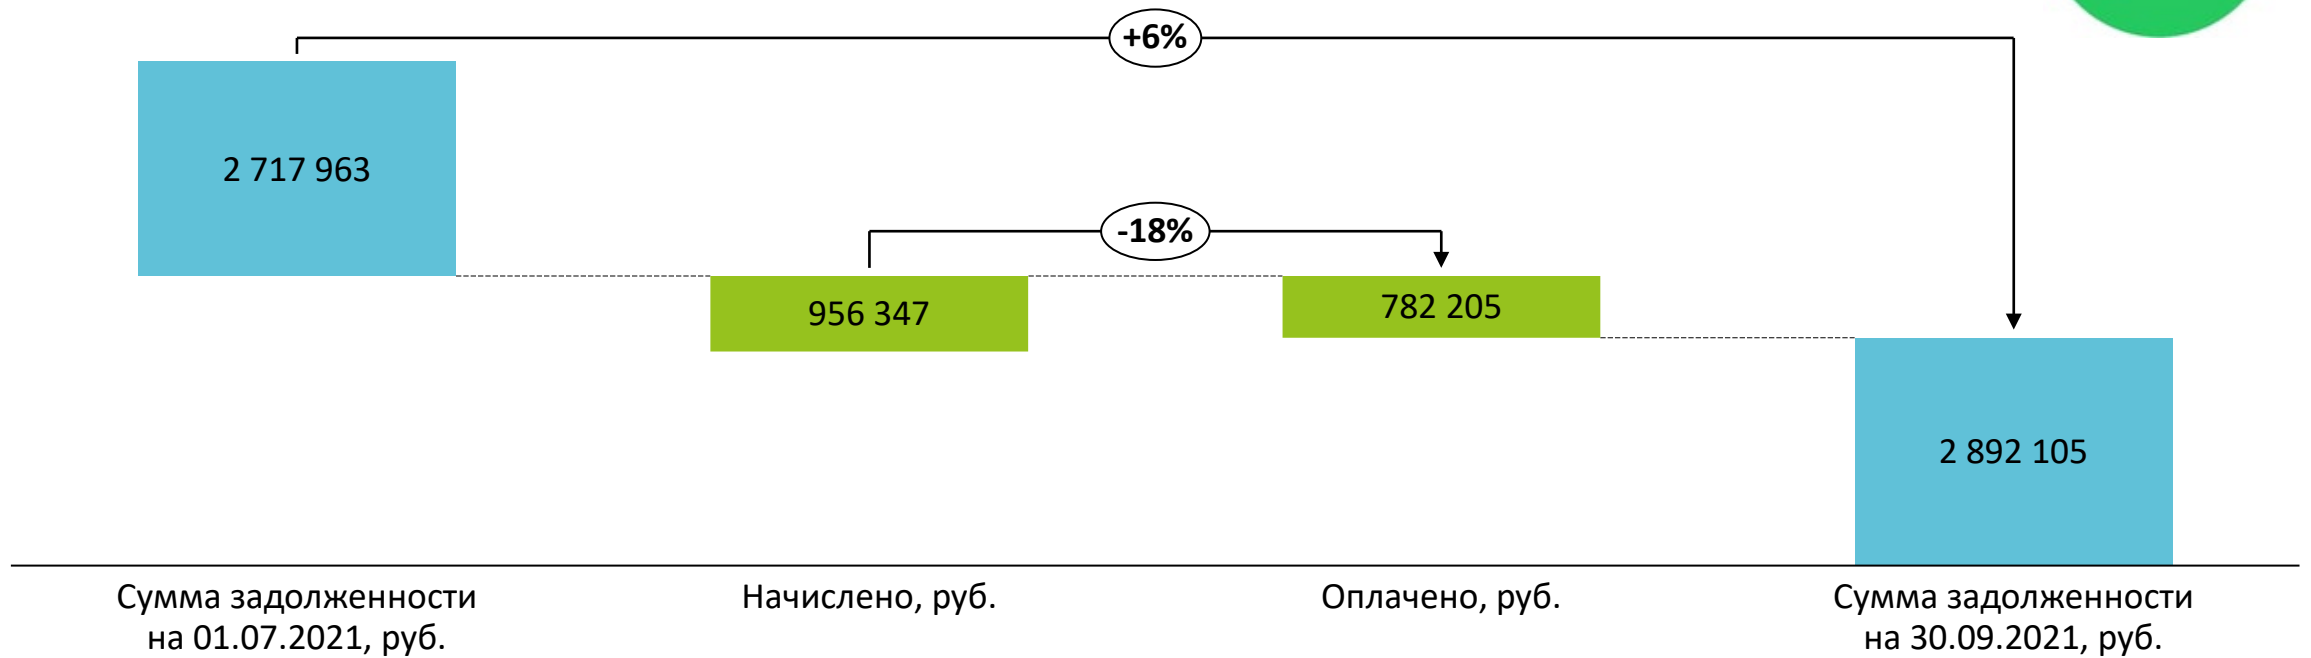 +6%
2 717 963
-18%
956 347
782 205
2 892 105
Сумма задолженности
на 01.07.2021, руб.
Начислено, руб.
Оплачено, руб.
Сумма задолженности
на 30.09.2021, руб.